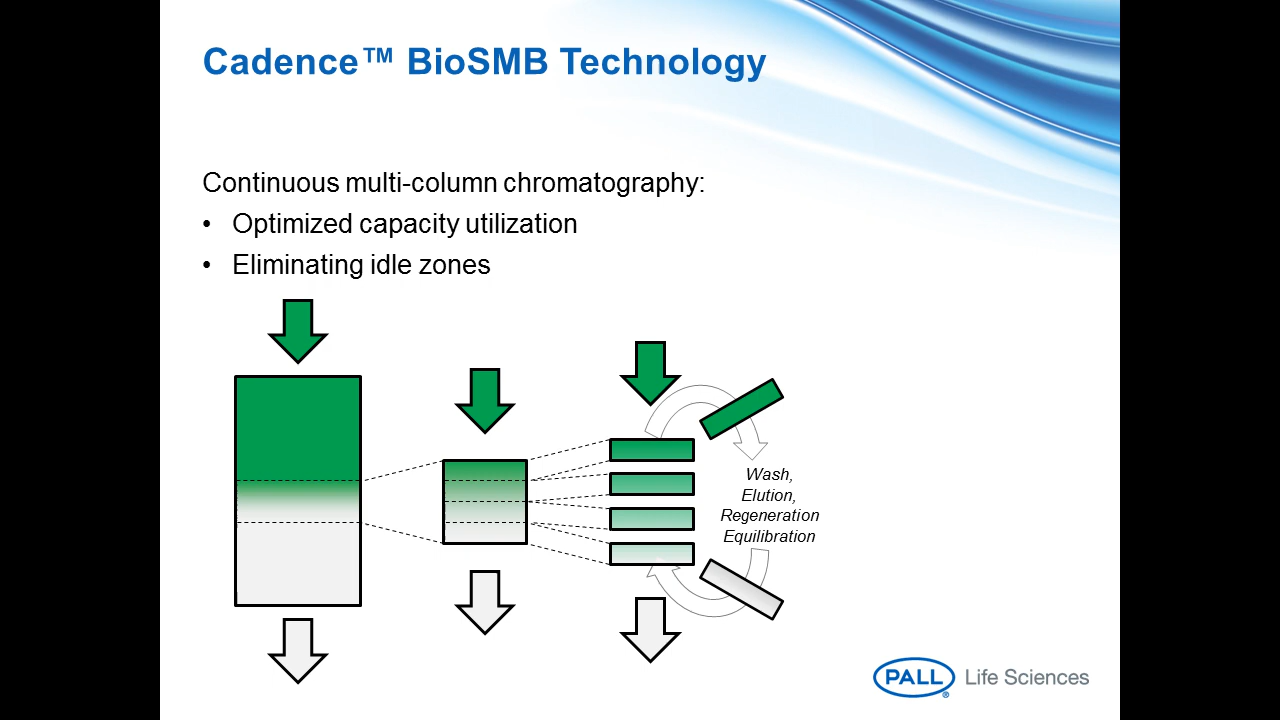 Cadence™ BioSMB Technology
Continuous multi-column chromatography:
• Optimized capacity utilization
• Eliminating idle zones
Wash,
Elution,
Regeneration
Equilibration
PALL® Life Sciences